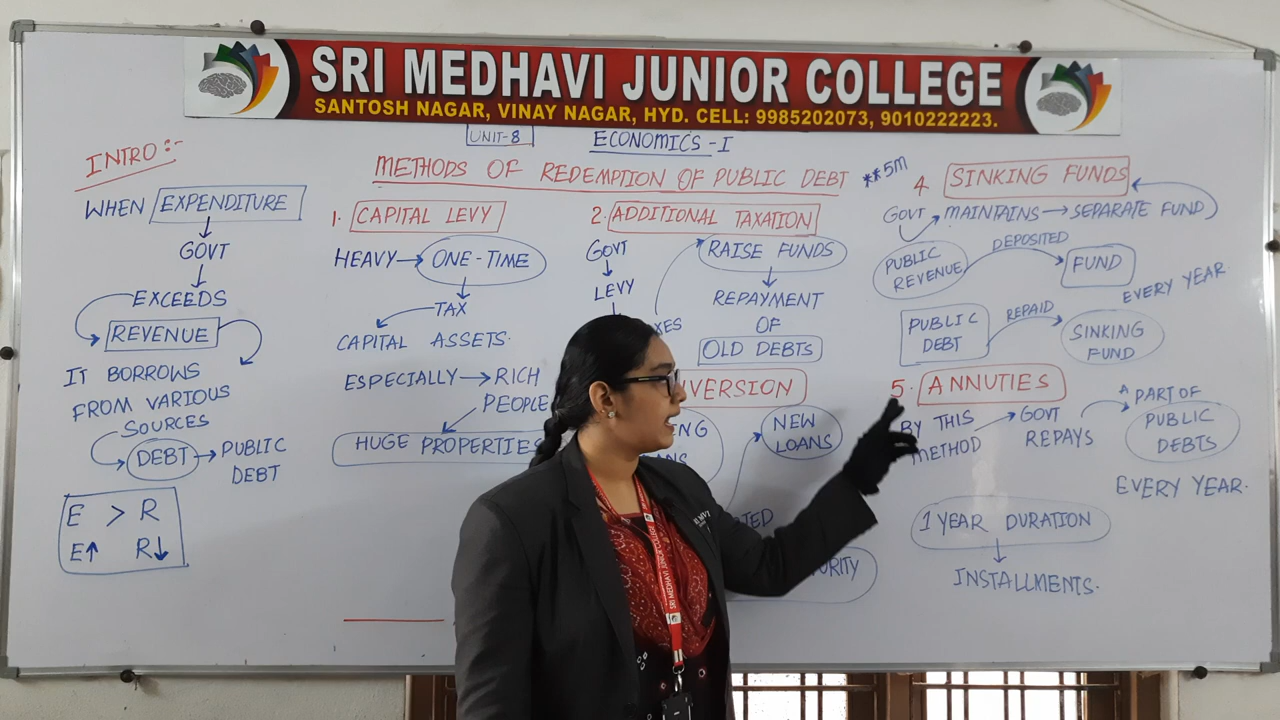 SRI MEDHAVI JUNIOR COLLEGE
SANTOSH NAGAR, VINAY NAGAR, HYD. CELL: 9985202073, 9010222223.
UNIT-8
ECONOMICS-I
METHODS OF REDEMPTION OF PUBLIC DEBT **5M
INTRO:-
WHEN EXPENDITURE
GOVT
EXCEEDS
REVENUE
IT BORROWS
FROM VARIOUS
SOURCES
DEBT → PUBLIC
DEBT
E > R
E↑ R↓
1. CAPITAL LEVY
HEAVY → ONE-TIME
TAX
CAPITAL ASSETS.
ESPECIALLY → RICH
PEOPLE
HUGE PROPERTIES
2. ADDITIONAL TAXATION
GOVT
LEVY
RAISE FUNDS
REPAYMENT
OF
OLD DEBTS
NEW
LOANS
4. SINKING FUNDS
GOVT MAINTAINS → SEPARATE FUND
PUBLIC
REVENUE
DEPOSITED
FUND
EVERY YEAR
PUBLIC
DEBT
REPAID
SINKING
FUND
5. ANNUTIES
BY THIS
METHOD
GOVT
REPAYS
A PART OF
PUBLIC
DEBTS
EVERY YEAR.
1 YEAR DURATION
INSTALLMENTS.
SRI MEDHAVI JUNIOR COLLEGE